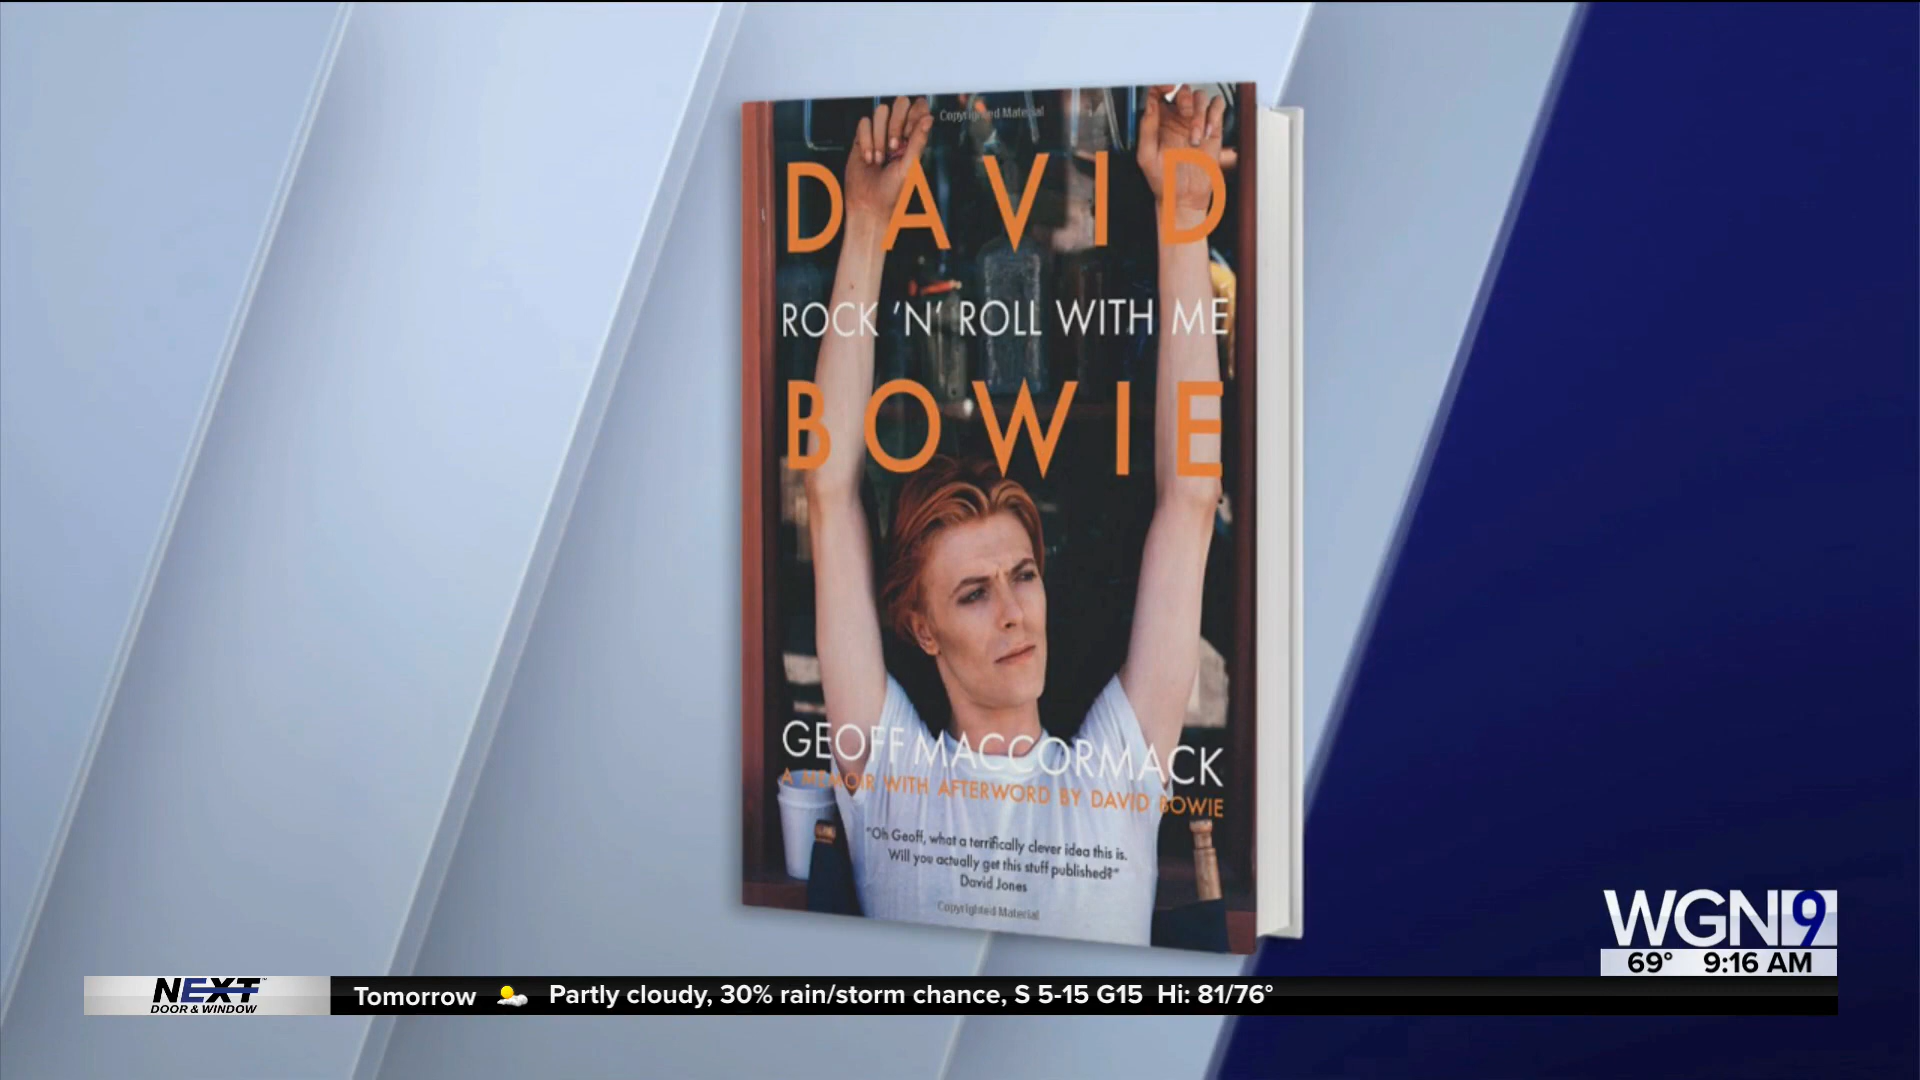 Copyrighted Material
DAVID
ROCK 'N' ROLL WITH ME
BOWIE
GEOFF MACCORMACK
A MEMOIR WITH AFTERWORD BY DAVID BOWIE
"Oh Geoff, what a terrifically clever idea this is.
Will you actually get this stuff published?"
David Jones
Copyrighted Material
WGN9
69° 9:16 AM
NEXT
DOOR & WINDOW
Tomorrow Partly cloudy, 30% rain/storm chance, S 5-15 G15 Hi: 81/76°